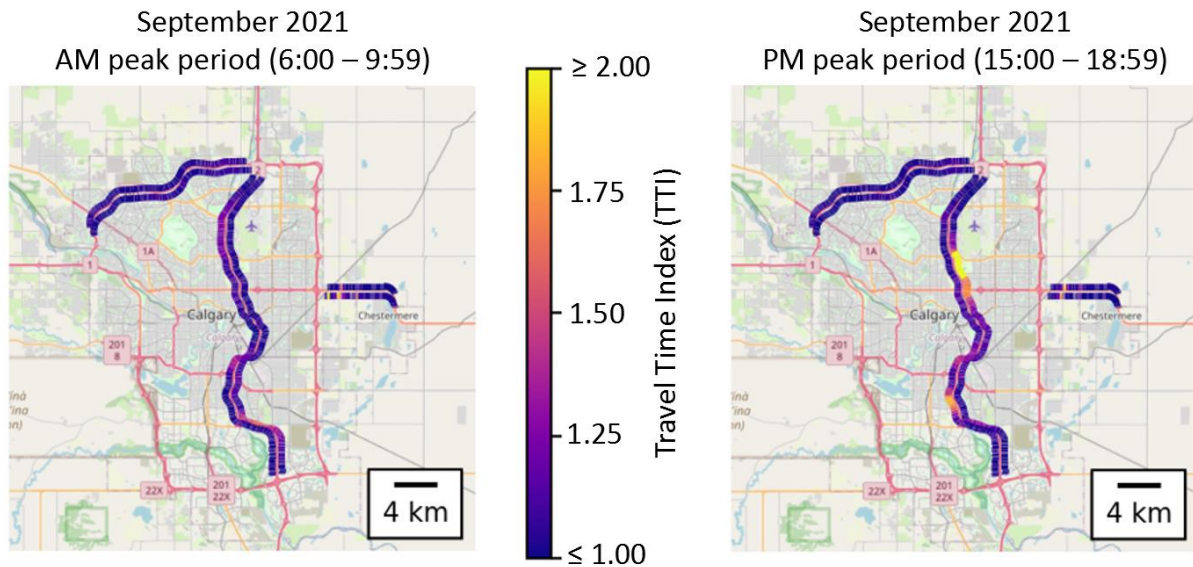 September 2021
AM peak period (6:00 – 9:59)
September 2021
PM peak period (15:00 – 18:59)
≥ 2.00
1.75
1.50
1.25
≤ 1.00
Travel Time Index (TTI)
2
1A
1
Calgary
Chestermere
201
8
22X
201
22X
4 km
2
1A
1
Calgary
Chestermere
201
8
22X
201
22X
4 km